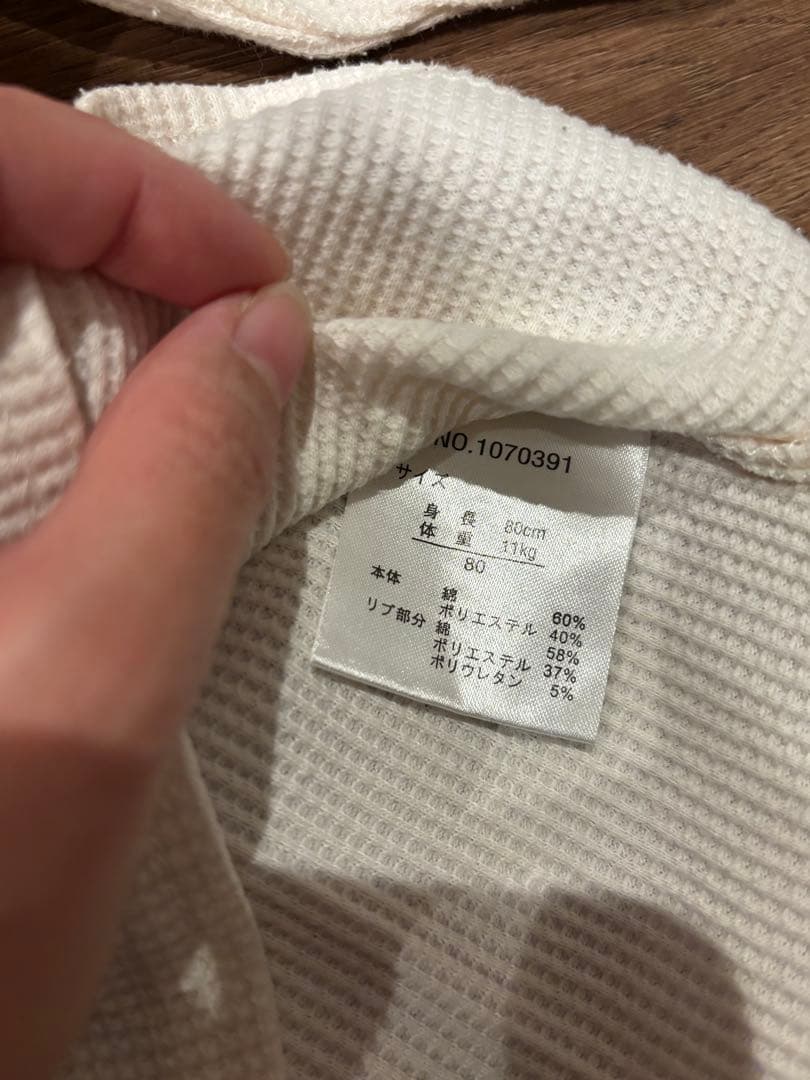 NO.1070391
サイズ
身長 80cm
体重 11kg
80
本体 綿 60%
ポリエステル 40%
リブ部分 綿 58%
ポリエステル 37%
ポリウレタン 5%